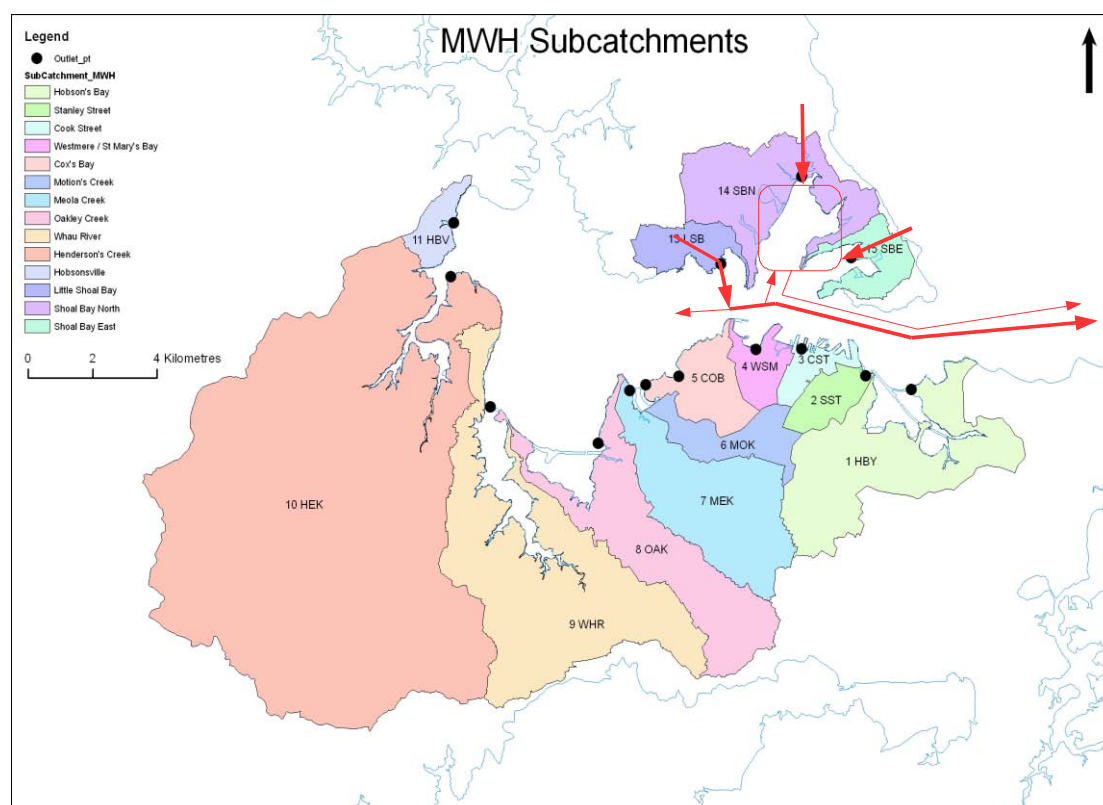 MWH Subcatchments
Legend
Outlet_pt
SubCatchment_MWH
Hobson's Bay
Stanley Street
Cook Street
Westmere / St Mary's Bay
Cox's Bay
Motion's Creek
Meola Creek
Oakley Creek
Whau River
Henderson's Creek
Hobsonsville
Little Shoal Bay
Shoal Bay North
Shoal Bay East
0 2 4 Kilometres
14 SBN
11 HBV
13 LSB
15 SBE
3 CST
4 WSM
5 COB
2 SST
6 MOK
1 HBY
7 MEK
10 HEK
8 OAK
9 WHR